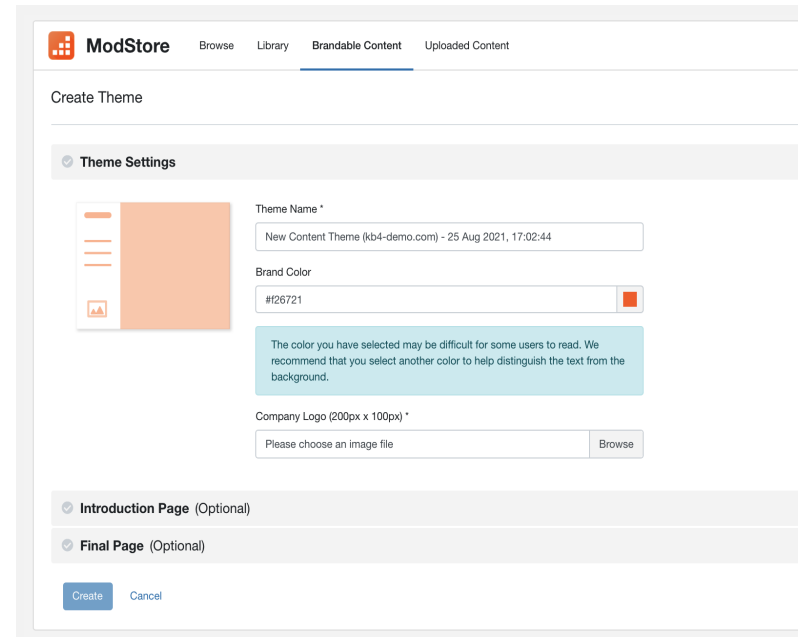 ModStore
Browse
Library
Brandable Content
Uploaded Content
Create Theme
Theme Settings
Theme Name *
New Content Theme (kb4-demo.com) - 25 Aug 2021, 17:02:44
Brand Color
#f26721
The color you have selected may be difficult for some users to read. We
recommend that you select another color to help distinguish the text from the
background.
Company Logo (200px x 100px) *
Please choose an image file
Browse
Introduction Page (Optional)
Final Page (Optional)
Create
Cancel